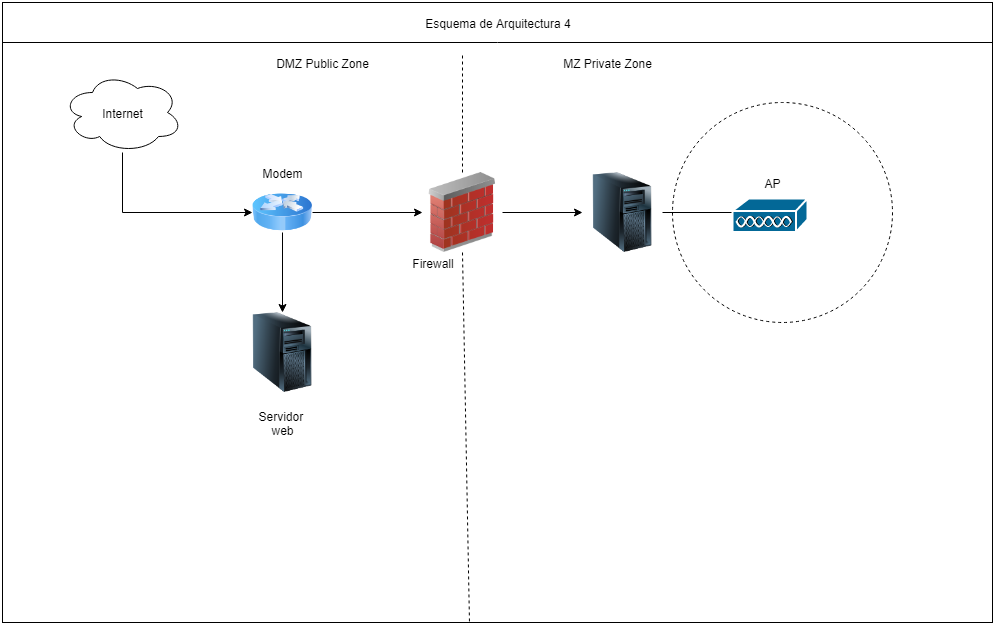 Esquema de Arquitectura 4
DMZ Public Zone
MZ Private Zone
Internet
Modem
AP
Firewall
Servidor
web